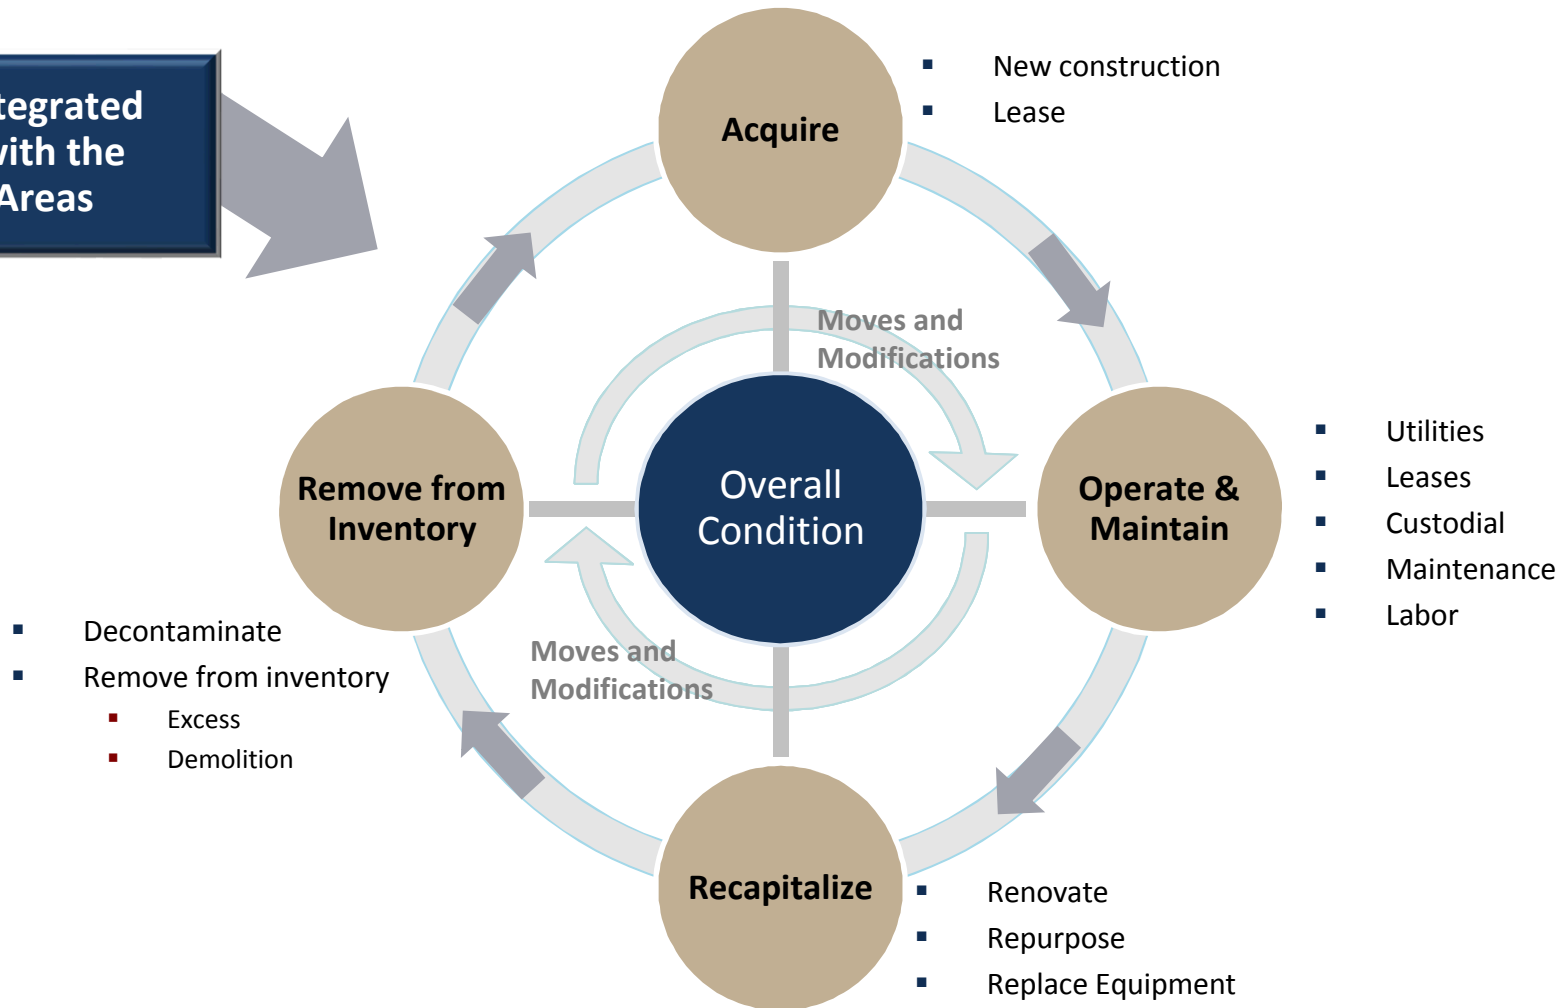 tegrated
with the
Areas
Acquire
New construction
Lease
Moves and
Modifications
Remove from
Inventory
Overall
Condition
Operate &
Maintain
Utilities
Leases
Custodial
Maintenance
Labor
Decontaminate
Remove from inventory
Excess
Demolition
Moves and
Modifications
Recapitalize
Renovate
Repurpose
Replace Equipment